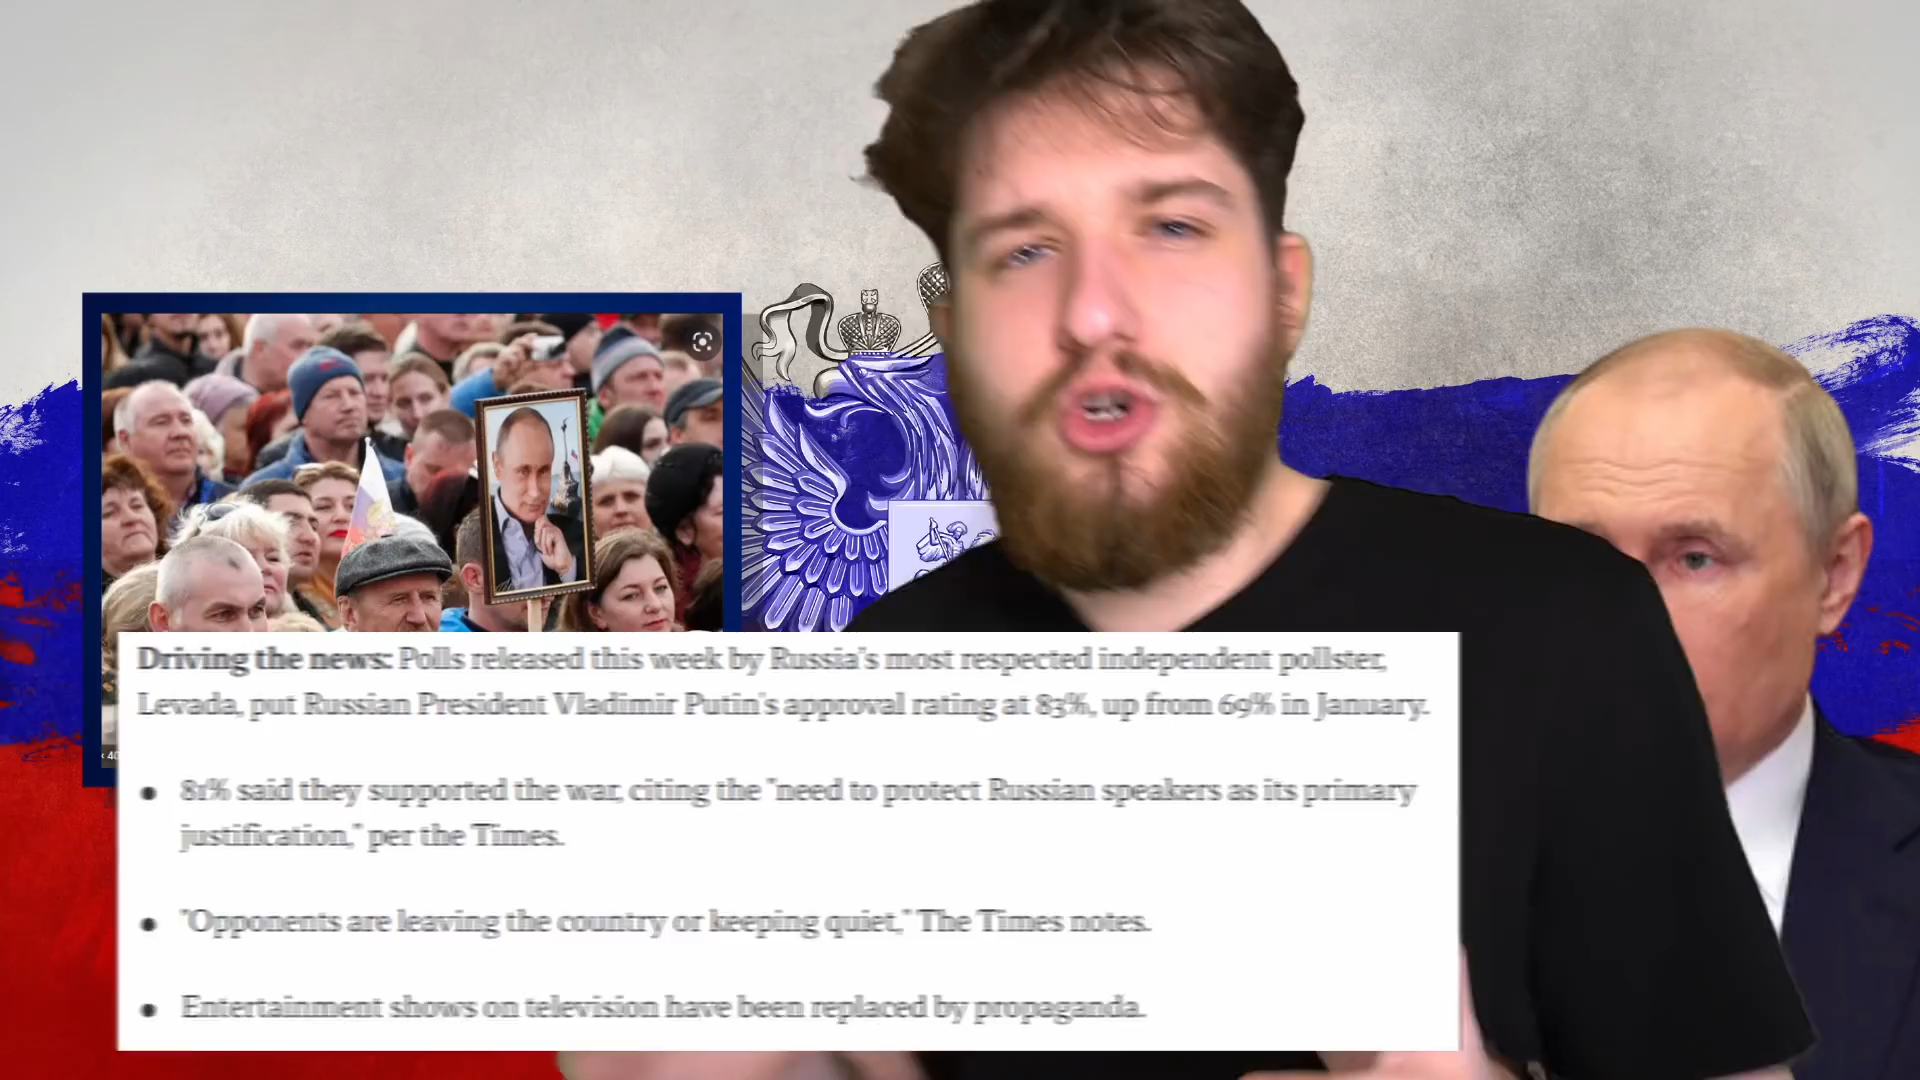 Driving the news: Polls released this week by Russia's most respected independent pollster,
Levada, put Russian President Vladimir Putin's approval rating at 83%, up from 69% in January.
• 81% said they supported the war, citing the "need to protect Russian speakers as its primary
justification," per the Times.
• "Opponents are leaving the country or keeping quiet," The Times notes.
• Entertainment shows on television have been replaced by propaganda.